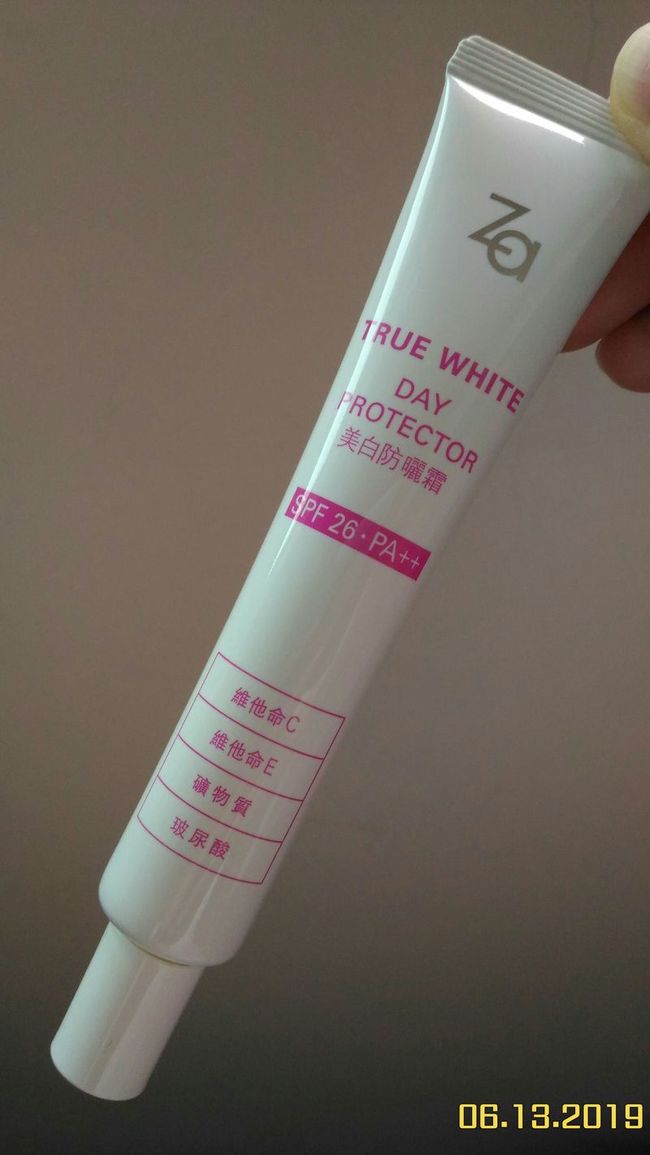 Za
TRUE WHITE
DAY
PROTECTOR
美白防曬霜
SPF 26·PA++
維他命C
維他命E
礦物質
玻尿酸
06.13.2019